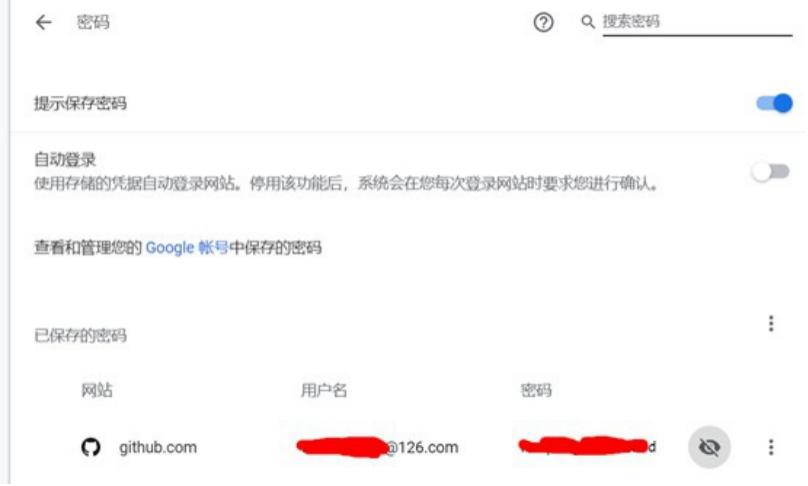 密码
搜索密码
提示保存密码
自动登录
使用存储的凭据自动登录网站。停用该功能后，系统会在您每次登录网站时要求您进行确认。
查看和管理您的 Google 帐号中保存的密码
已保存的密码
网站 用户名 密码
github.com @126.com d